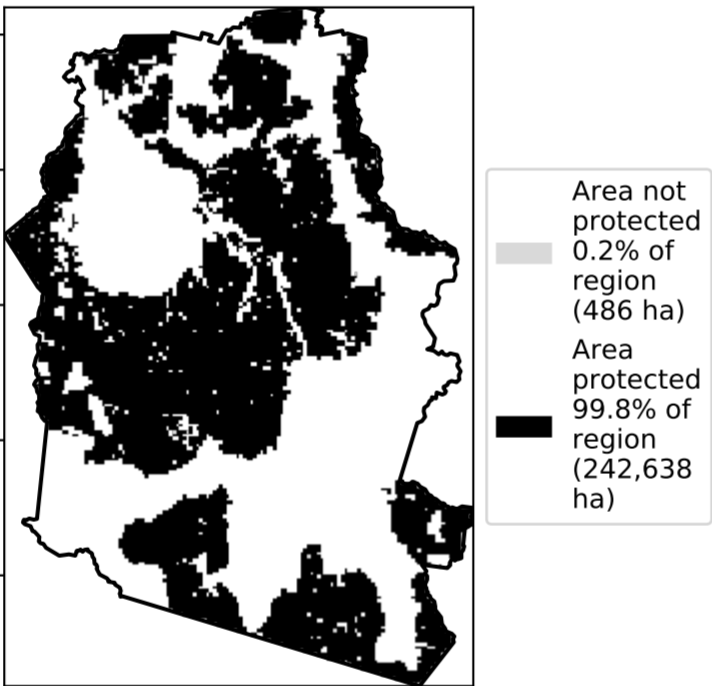 Area not
protected
0.2% of
region
(486 ha)
Area
protected
99.8% of
region
(242,638
ha)